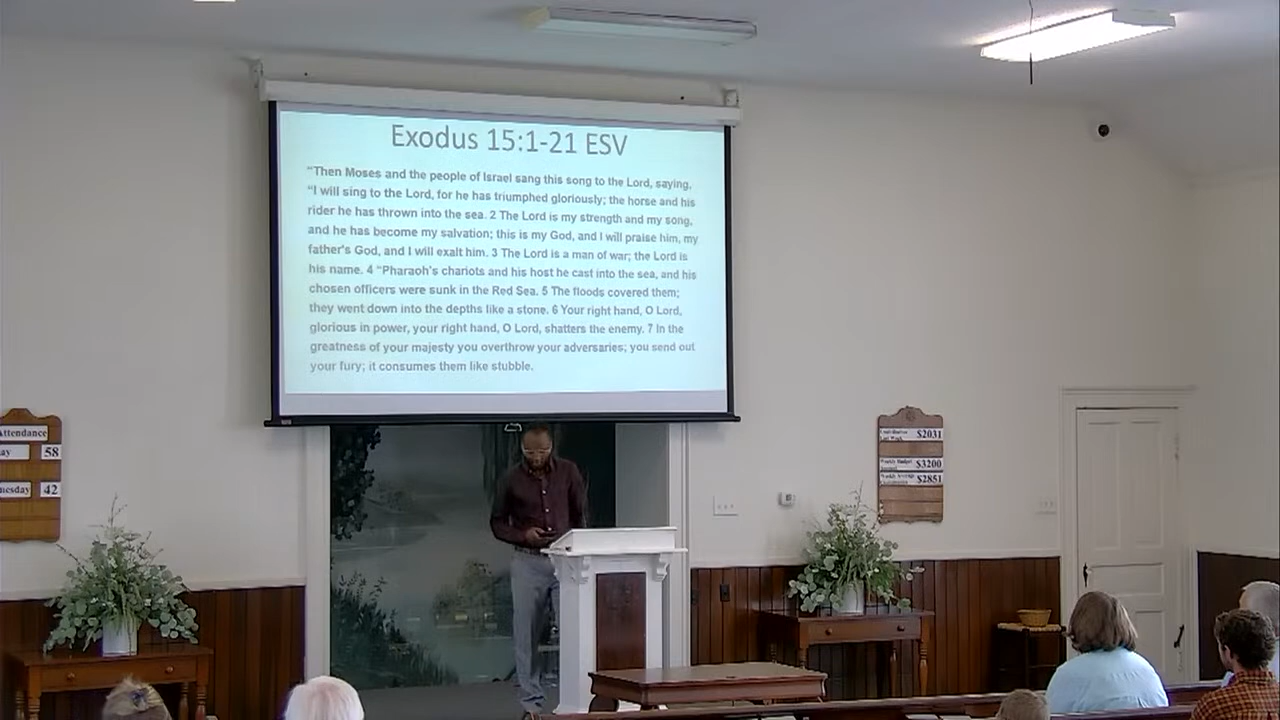 Exodus 15:1-21 ESV
“Then Moses and the people of Israel sang this song to the Lord, saying,
“I will sing to the Lord, for he has triumphed gloriously; the horse and his
rider he has thrown into the sea. 2 The Lord is my strength and my song,
and he has become my salvation; this is my God, and I will praise him, my
father's God, and I will exalt him. 3 The Lord is a man of war; the Lord is
his name. 4 “Pharaoh's chariots and his host he cast into the sea, and his
chosen officers were sunk in the Red Sea. 5 The floods covered them;
they went down into the depths like a stone. 6 Your right hand, O Lord,
glorious in power, your right hand, O Lord, shatters the enemy. 7 In the
greatness of your majesty you overthrow your adversaries; you send out
your fury; it consumes them like stubble.
Attendance
ay 58
nesday 42
Last Week $2031
Weekly Budget $3200
Weekly Average $2851